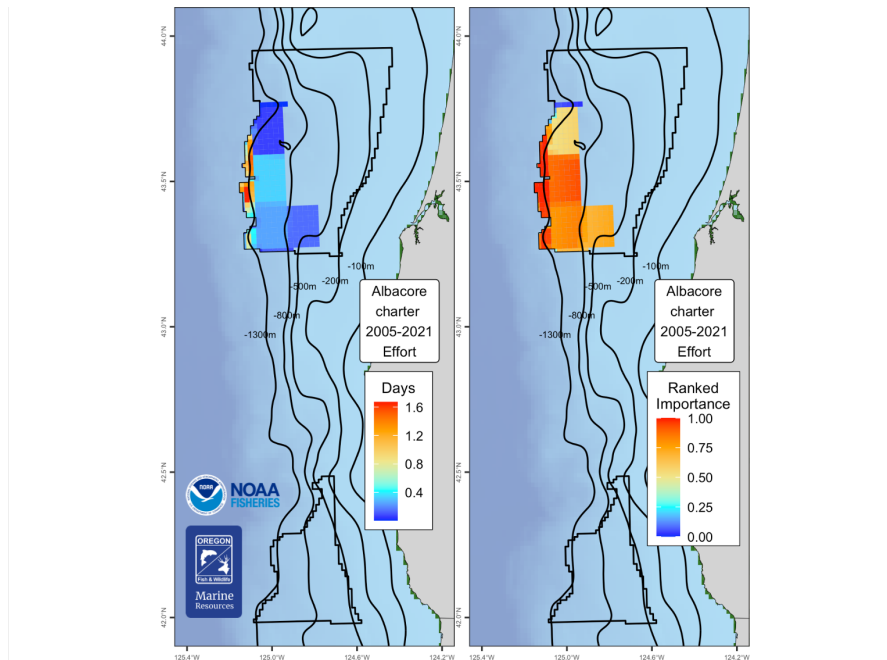 44.0°N
43.5°N
43.0°N
42.5°N
42.0°N
-100m
-200m
-500m
-800m
-1300m
Albacore
charter
2005-2021
Effort
Days
1.6
1.2
0.8
0.4
NOAA
NOAA
FISHERIES
OREGON
Fish & Wildlife
Marine
Resources
125.4°W
125.0°W
124.6°W
124.2°W
44.0°N
43.5°N
43.0°N
42.5°N
42.0°N
-100m
-200m
-500m
-800m
-1300m
Albacore
charter
2005-2021
Effort
Ranked
Importance
1.00
0.75
0.50
0.25
0.00
125.4°W
125.0°W
124.6°W
124.2°W